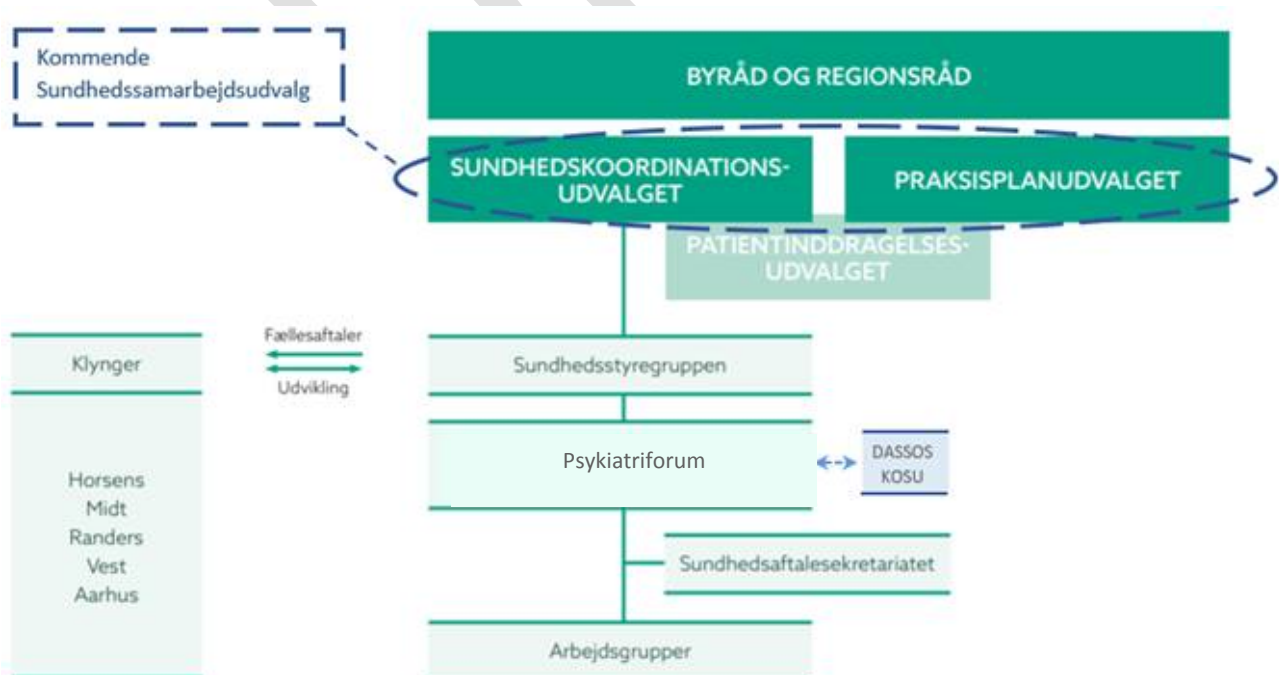 Kommende
Sundhedssamarbejdsudvalg
BYRÅD OG REGIONSRÅD
SUNDHEDSKOORDINATIONS-
UDVALGET
PRAKSISPLANUDVALGET
PATIENTINDDRAGELSES-
UDVALGET
Klynger
Fællesaftaler
Udvikling
Sundhedsstyregruppen
Psykiatriforum
DASSOS
KOSU
Horsens
Midt
Randers
Vest
Aarhus
Sundhedsaftalesekretariatet
Arbejdsgrupper